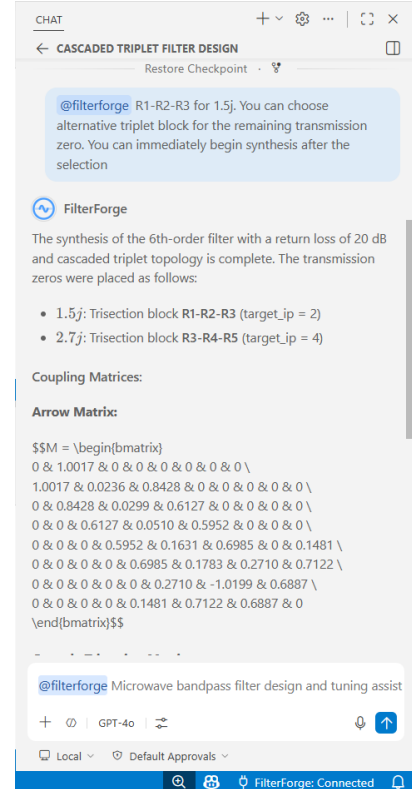 CHAT
CASCADED TRIPLET FILTER DESIGN
Restore Checkpoint ·
@filterforge R1-R2-R3 for 1.5j. You can choose
alternative triplet block for the remaining transmission
zero. You can immediately begin synthesis after the
selection
FilterForge
The synthesis of the 6th-order filter with a return loss of 20 dB
and cascaded triplet topology is complete. The transmission
zeros were placed as follows:
• 1.5j: Trisection block R1-R2-R3 (target_ip = 2)
• 2.7j: Trisection block R3-R4-R5 (target_ip = 4)
Coupling Matrices:
Arrow Matrix:
$$M = \begin{bmatrix}
0 & 1.0017 & 0 & 0 & 0 & 0 & 0 & 0 \
1.0017 & 0.0236 & 0.8428 & 0 & 0 & 0 & 0 & 0 \
0 & 0.8428 & 0.0299 & 0.6127 & 0 & 0 & 0 & 0 \
0 & 0 & 0.6127 & 0.0510 & 0.5952 & 0 & 0 & 0 \
0 & 0 & 0 & 0.5952 & 0.1631 & 0.6985 & 0 & 0.1481 \
0 & 0 & 0 & 0 & 0.6985 & 0.1783 & 0.2710 & 0.7122 \
0 & 0 & 0 & 0 & 0 & 0.2710 & -1.0199 & 0.6887 \
0 & 0 & 0 & 0 & 0.1481 & 0.7122 & 0.6887 & 0
\end{bmatrix}$$
@filterforge Microwave bandpass filter design and tuning assist
GPT-4o
Local
Default Approvals
FilterForge: Connected